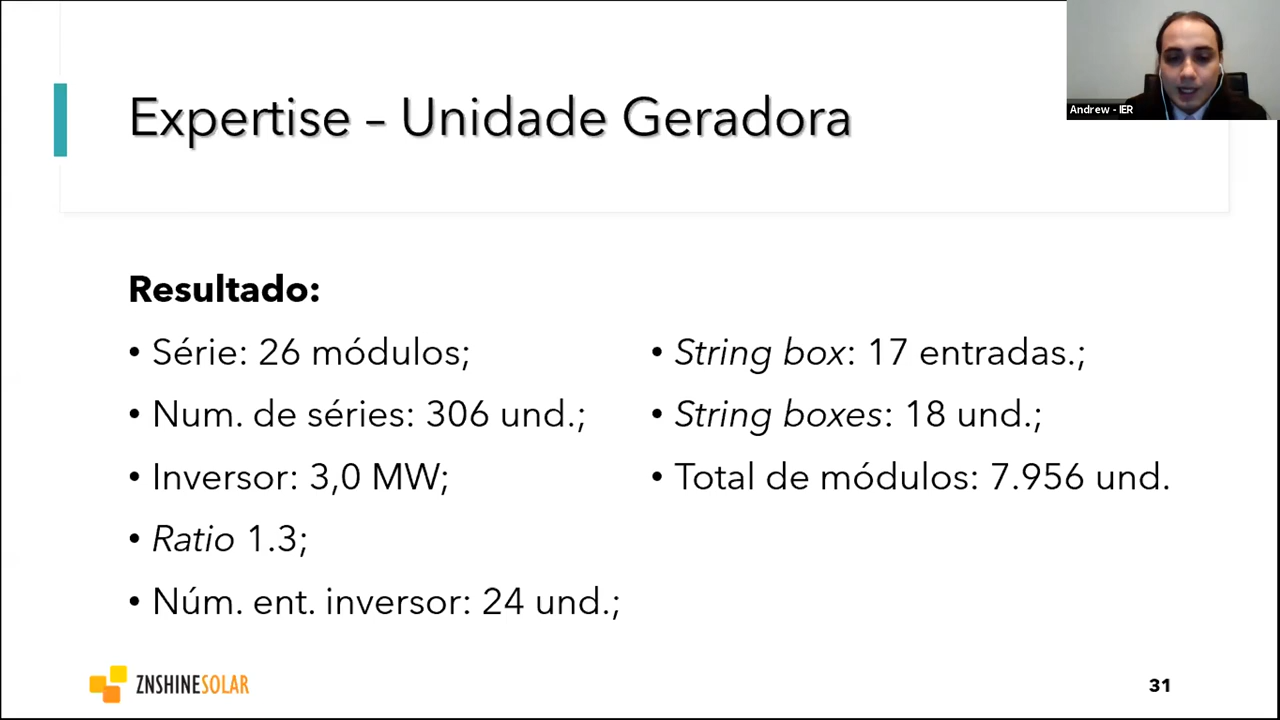 Andrew - IER
Expertise – Unidade Geradora
Resultado:
• Série: 26 módulos;
• Num. de séries: 306 und.;
• Inversor: 3,0 MW;
• Ratio 1.3;
• Núm. ent. inversor: 24 und.;
• String box: 17 entradas.;
• String boxes: 18 und.;
• Total de módulos: 7.956 und.
ZNSHINESOLAR
31